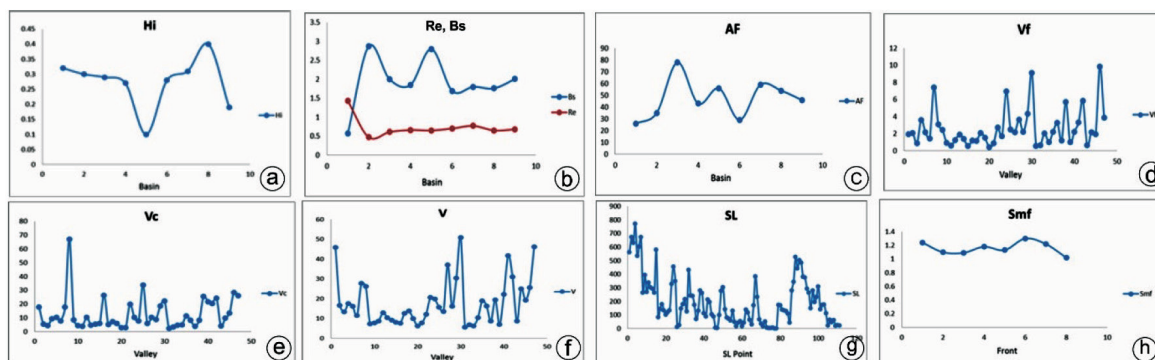 Hi
0.45
0.4
0.35
0.3
0.25
0.2
0.15
0.1
0.05
0
0 2 4 6 8 10
Basin
Hi
a
Re, Bs
3.5
3
2.5
2
1.5
1
0.5
0
0 2 4 6 8 10
Basin
Bs
Re
b
AF
90
80
70
60
50
40
30
20
10
0
0 2 4 6 8 10
Basin
AF
c
Vf
12
10
8
6
4
2
0
0 10 20 30 40 50
Valley
Vf
d
Vc
80
70
60
50
40
30
20
10
0
0 10 20 30 40 50
Valley
Vc
e
V
60
50
40
30
20
10
0
0 10 20 30 40 50
Valley
V
f
SL
900
800
700
600
500
400
300
200
100
0
0 20 40 60 80 100
SL Point
SL
g
Smf
1.4
1.2
1
0.8
0.6
0.4
0.2
0
0 2 4 6 8 10
Front
Smf
h